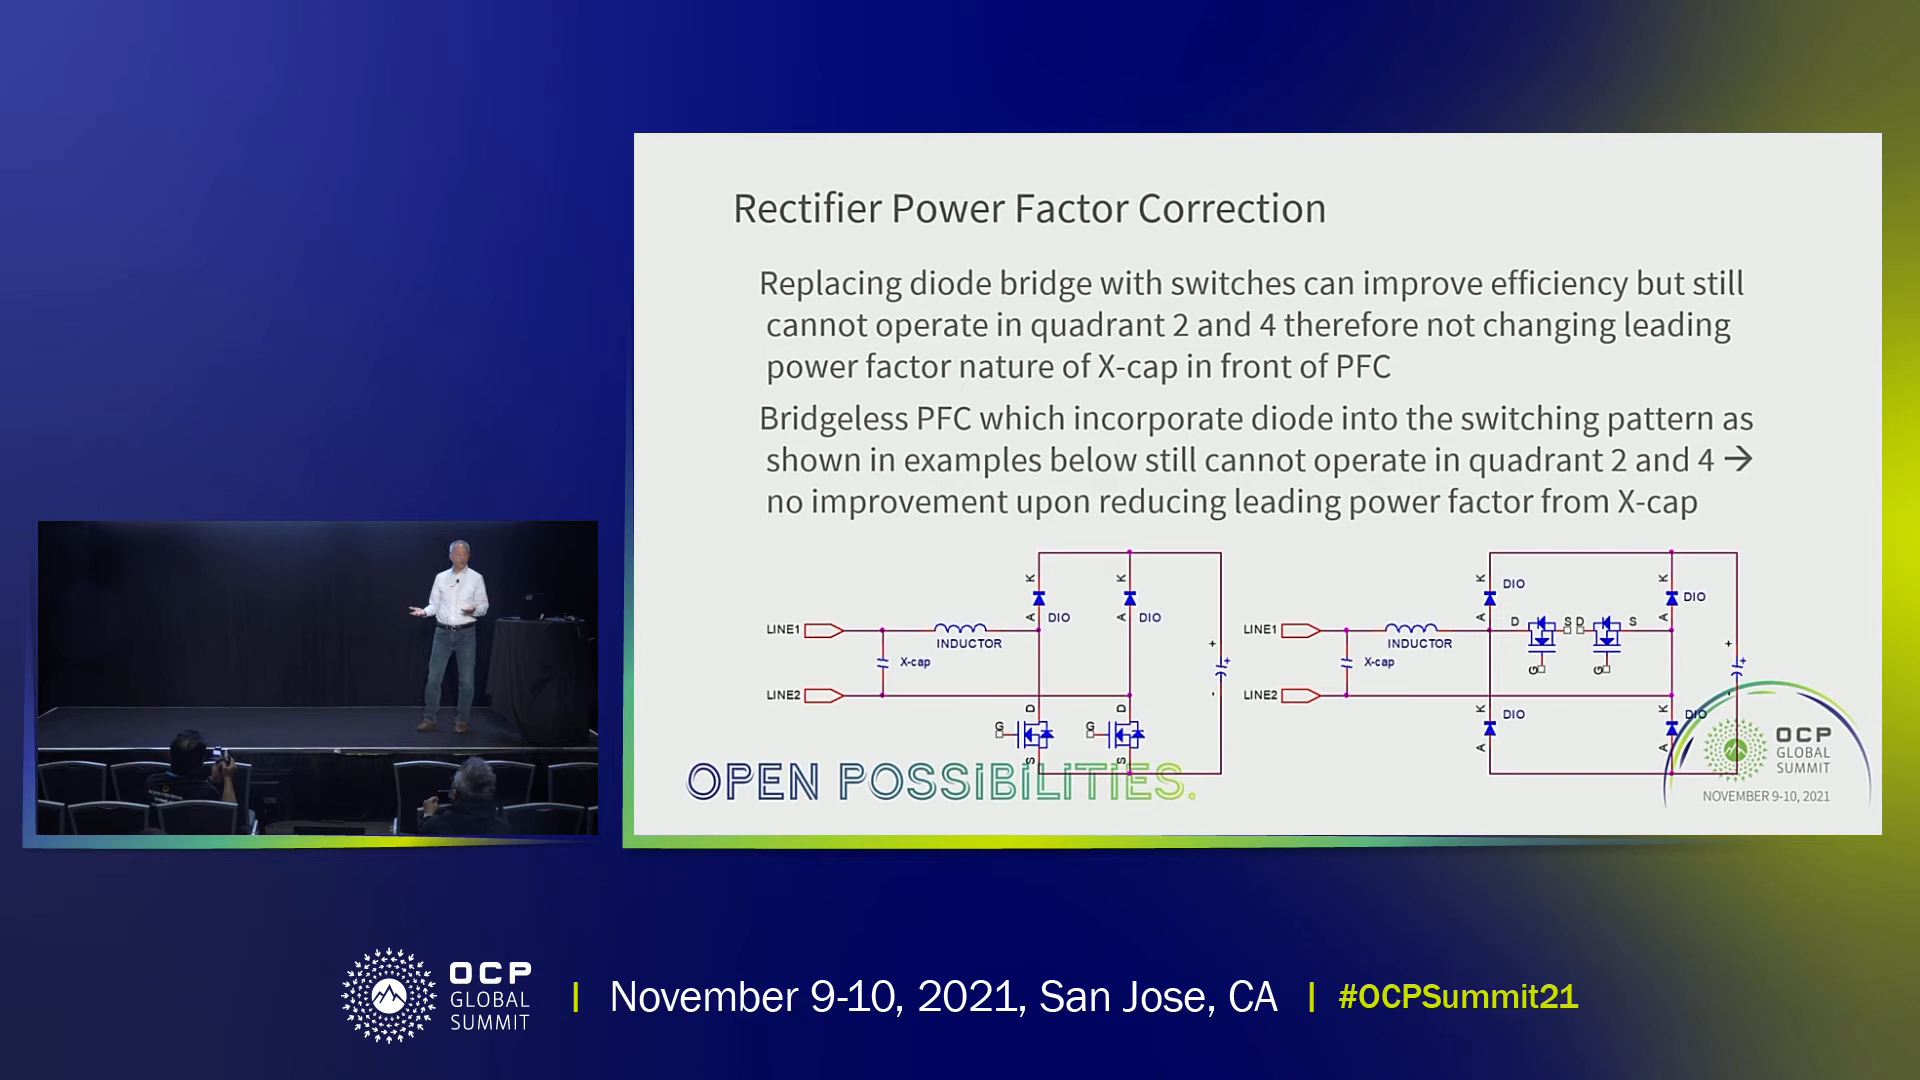 Rectifier Power Factor Correction
Replacing diode bridge with switches can improve efficiency but still
cannot operate in quadrant 2 and 4 therefore not changing leading
power factor nature of X-cap in front of PFC
Bridgeless PFC which incorporate diode into the switching pattern as
shown in examples below still cannot operate in quadrant 2 and 4 →
no improvement upon reducing leading power factor from X-cap
K
K
A
DIO
A
DIO
LINE1
INDUCTOR
X-cap
LINE2
+
+
-
D
D
G
G
S
S
K
DIO
K
DIO
A
A
LINE1
INDUCTOR
D
S
D
S
G
G
X-cap
LINE2
+
+
-
K
DIO
K
DIO
A
A
OPEN POSSIBILITIES.
OCP
GLOBAL
SUMMIT
NOVEMBER 9-10, 2021
OCP
GLOBAL
SUMMIT
| November 9-10, 2021, San Jose, CA | #OCPSummit21